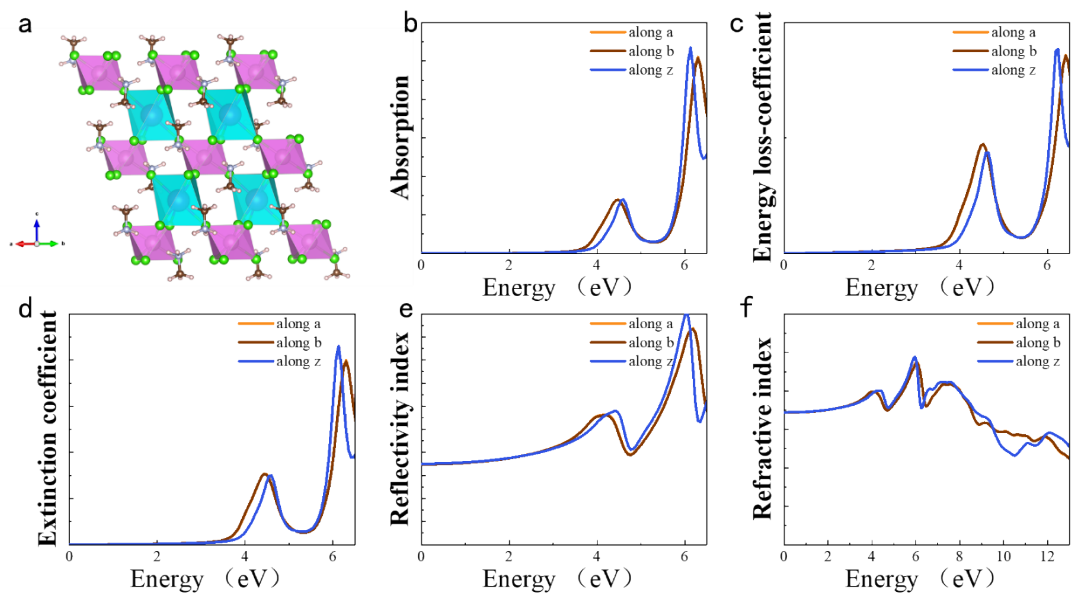 a
c
a
b
b
Absorption
along a
along b
along z
0
2
4
6
Energy （eV）
c
Energy loss-coefficient
along a
along b
along z
0
2
4
6
Energy （eV）
d
Extinction coefficient
along a
along b
along z
0
2
4
6
Energy （eV）
e
Reflectivity index
along a
along b
along z
0
2
4
6
Energy （eV）
f
Refractive index
along a
along b
along z
0
2
4
6
8
10
12
Energy （eV）